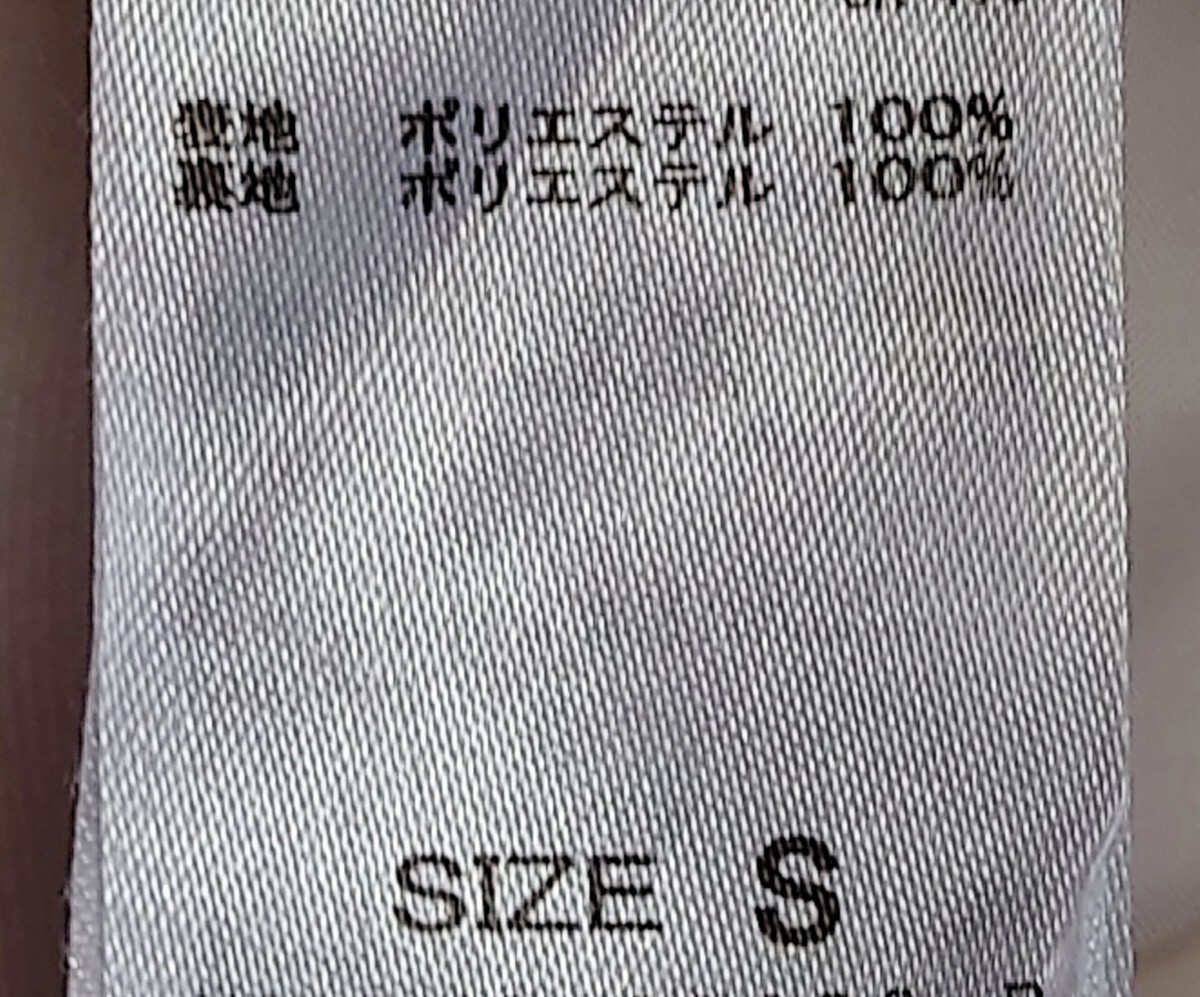 表地 ポリエステル 100%
裏地 ポリエステル 100%
SIZE S